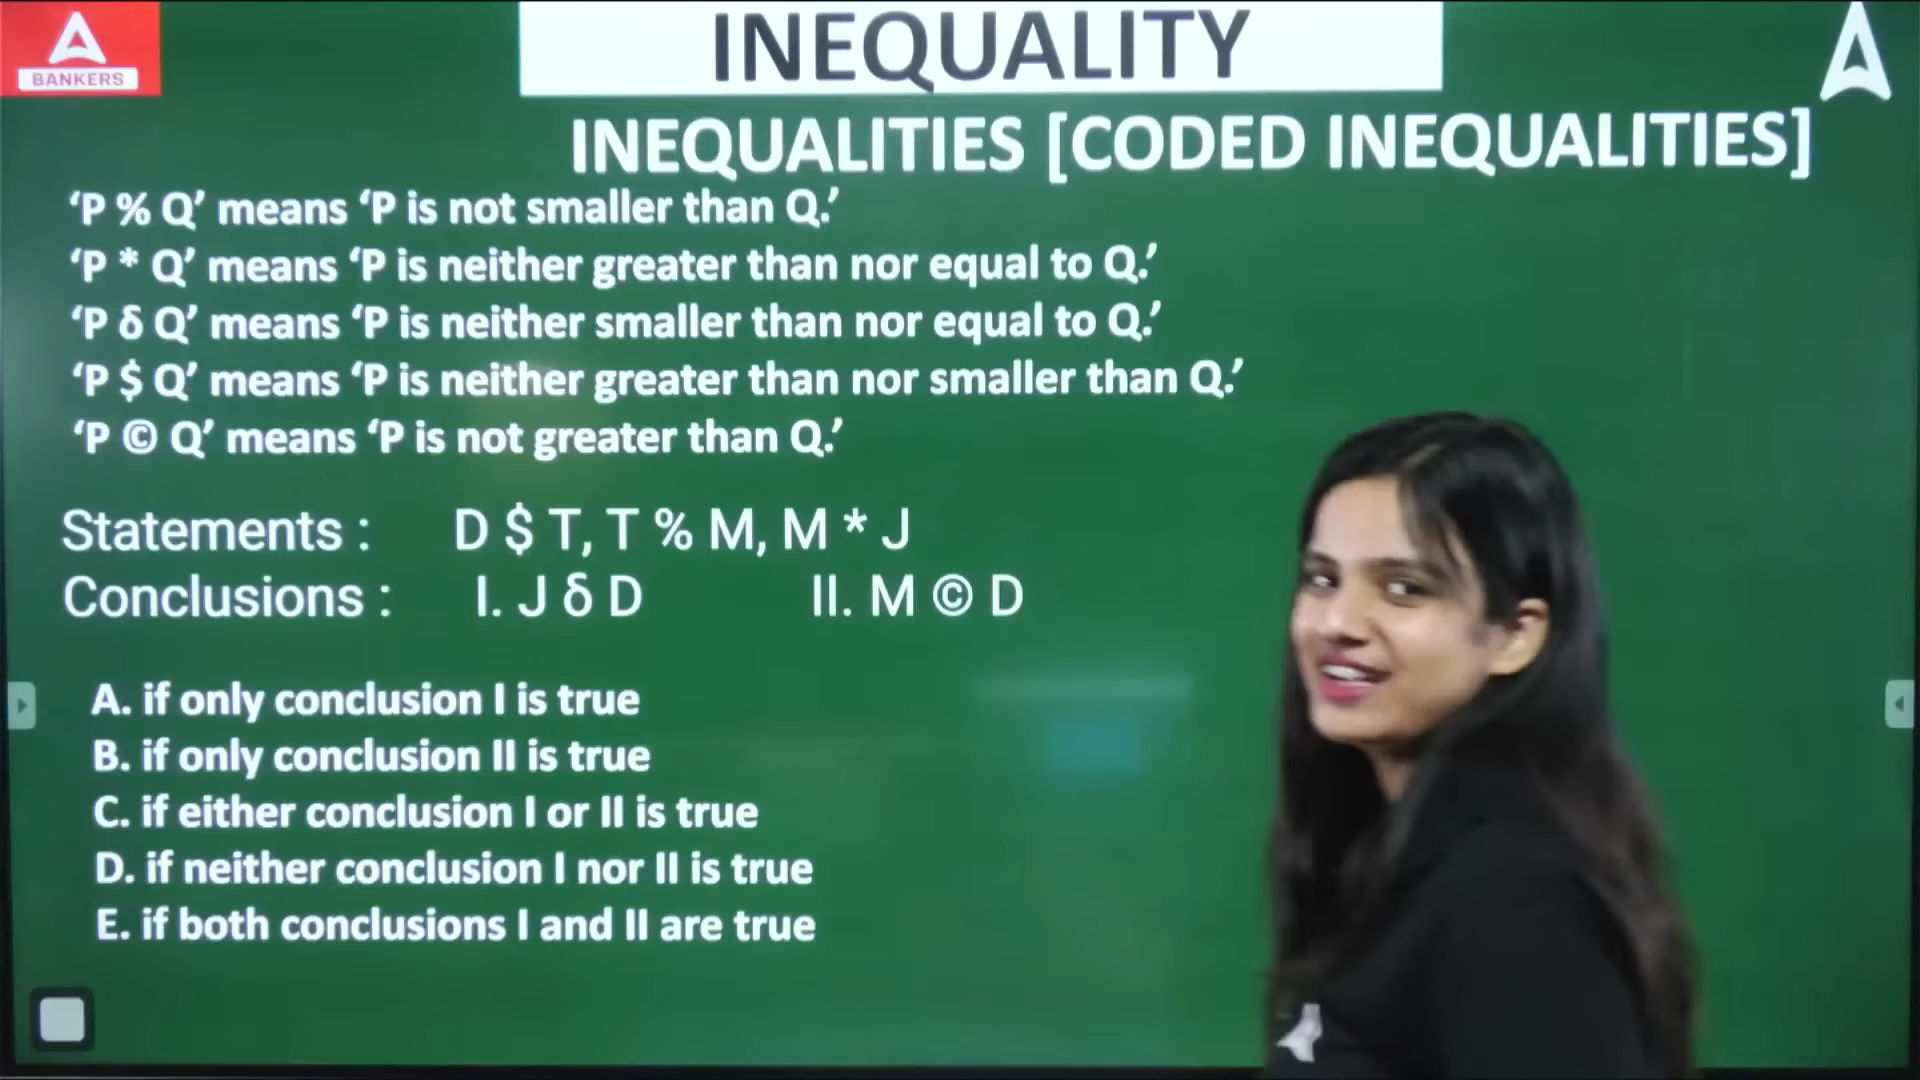 BANKERS
INEQUALITY
INEQUALITIES [CODED INEQUALITIES]
‘P % Q’ means ‘P is not smaller than Q.’
‘P * Q’ means ‘P is neither greater than nor equal to Q.’
‘P δ Q’ means ‘P is neither smaller than nor equal to Q.’
‘P $ Q’ means ‘P is neither greater than nor smaller than Q.’
‘P © Q’ means ‘P is not greater than Q.’
Statements : D $ T, T % M, M * J
Conclusions : I. J δ D II. M © D
A. if only conclusion I is true
B. if only conclusion II is true
C. if either conclusion I or II is true
D. if neither conclusion I nor II is true
E. if both conclusions I and II are true